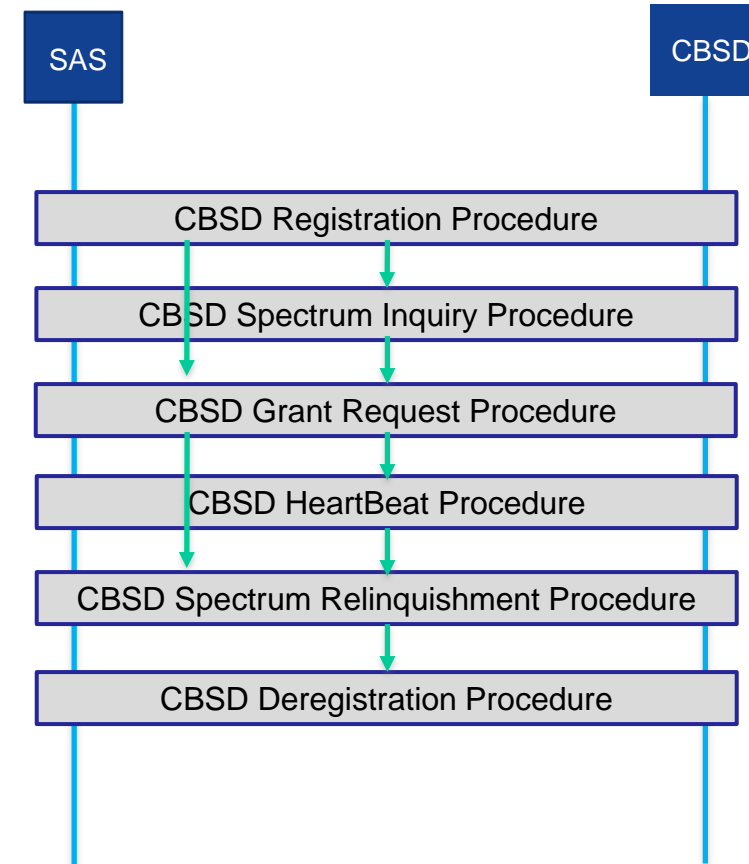 SAS
CBSD
CBSD Registration Procedure
CBSD Spectrum Inquiry Procedure
CBSD Grant Request Procedure
CBSD HeartBeat Procedure
CBSD Spectrum Relinquishment Procedure
CBSD Deregistration Procedure